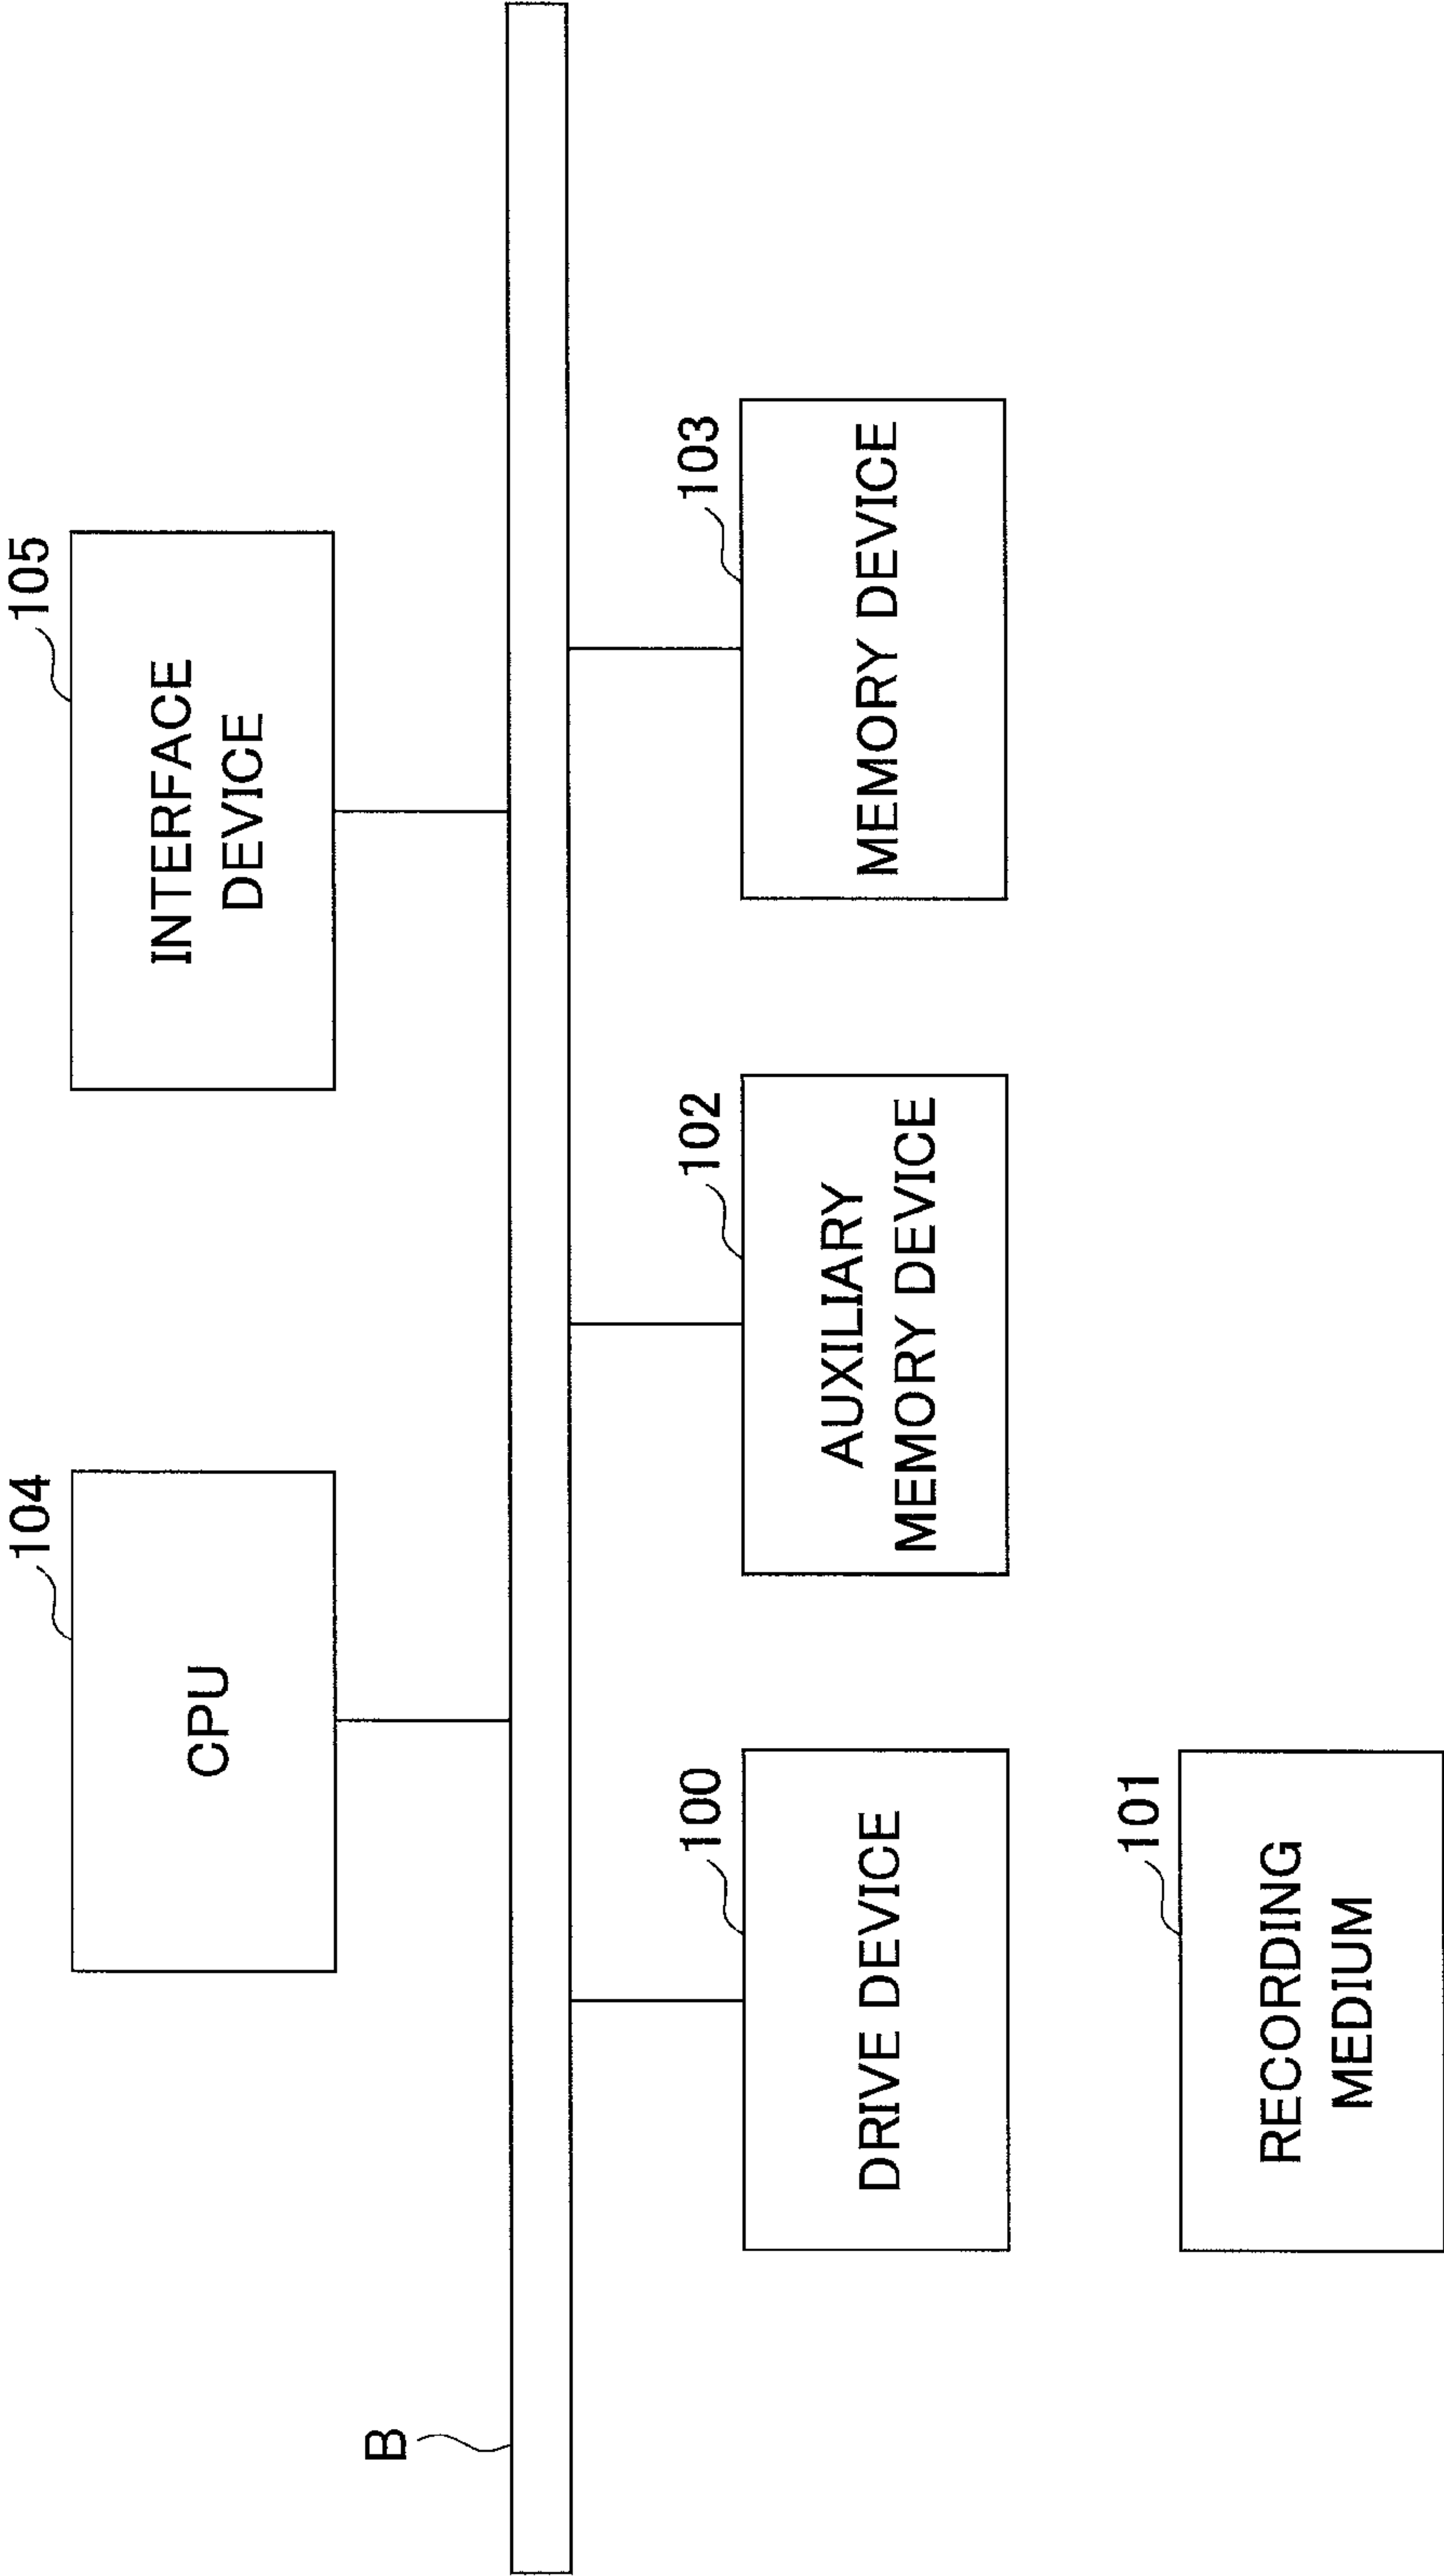 104
CPU
105
INTERFACE
DEVICE
B
100
DRIVE DEVICE
102
AUXILIARY
MEMORY DEVICE
103
MEMORY DEVICE
101
RECORDING
MEDIUM